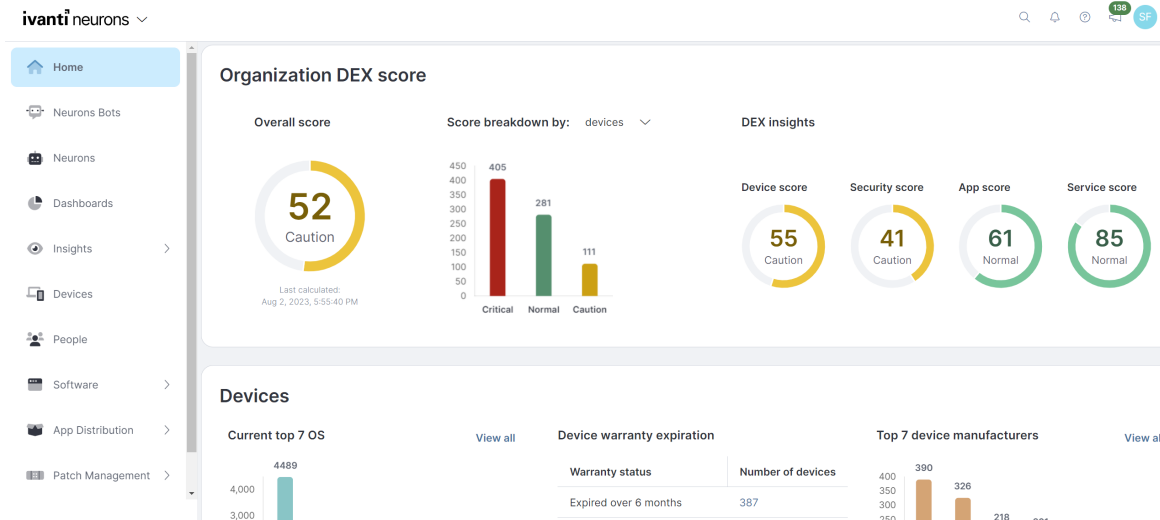 ivanti neurons
138
SF
Home
Neurons Bots
Neurons
Dashboards
Insights
Devices
People
Software
App Distribution
Patch Management
Organization DEX score
Overall score
52
Caution
Last calculated:
Aug 2, 2023, 5:55:40 PM
Score breakdown by: devices
450
400
350
300
250
200
150
100
50
0
405
281
111
Critical Normal Caution
DEX insights
Device score
55
Caution
Security score
41
Caution
App score
61
Normal
Service score
85
Normal
Devices
Current top 7 OS
View all
4489
4,000
3,000
Device warranty expiration
Warranty status Number of devices
Expired over 6 months 387
Top 7 device manufacturers
View al
400
350
300
250
390
326
218